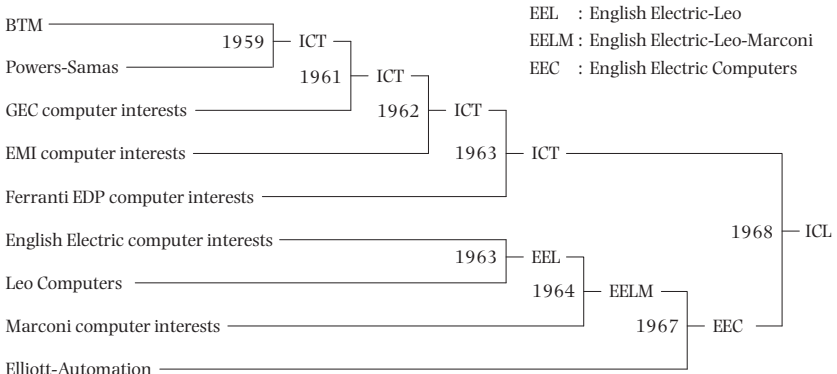 BTM
EEL : English Electric-Leo
EELM : English Electric-Leo-Marconi
EEC : English Electric Computers
1959 ICT
Powers-Samas
1961 ICT
GEC computer interests
1962 ICT
EMI computer interests
1963 ICT
Ferranti EDP computer interests
1968 ICL
English Electric computer interests
1963 EEL
Leo Computers
1964 EELM
Marconi computer interests
1967 EEC
Elliott-Automation